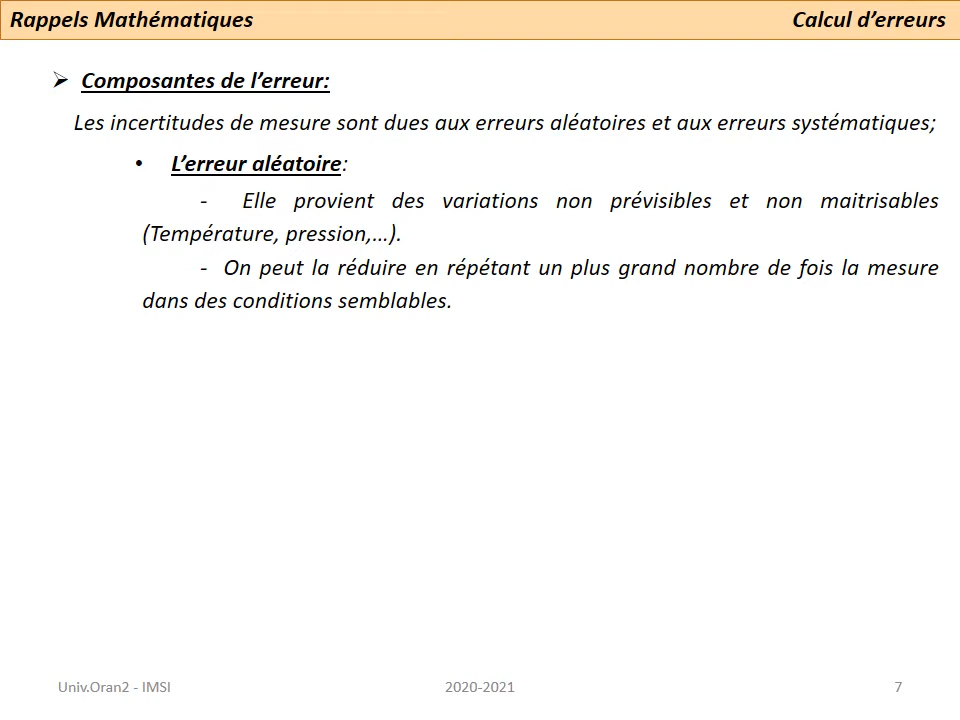 Rappels Mathématiques Calcul d’erreurs
➢ Composantes de l’erreur:
Les incertitudes de mesure sont dues aux erreurs aléatoires et aux erreurs systématiques;
• L’erreur aléatoire:
- Elle provient des variations non prévisibles et non maitrisables
(Température, pression,…).
- On peut la réduire en répétant un plus grand nombre de fois la mesure
dans des conditions semblables.
Univ.Oran2 - IMSI 2020-2021 7